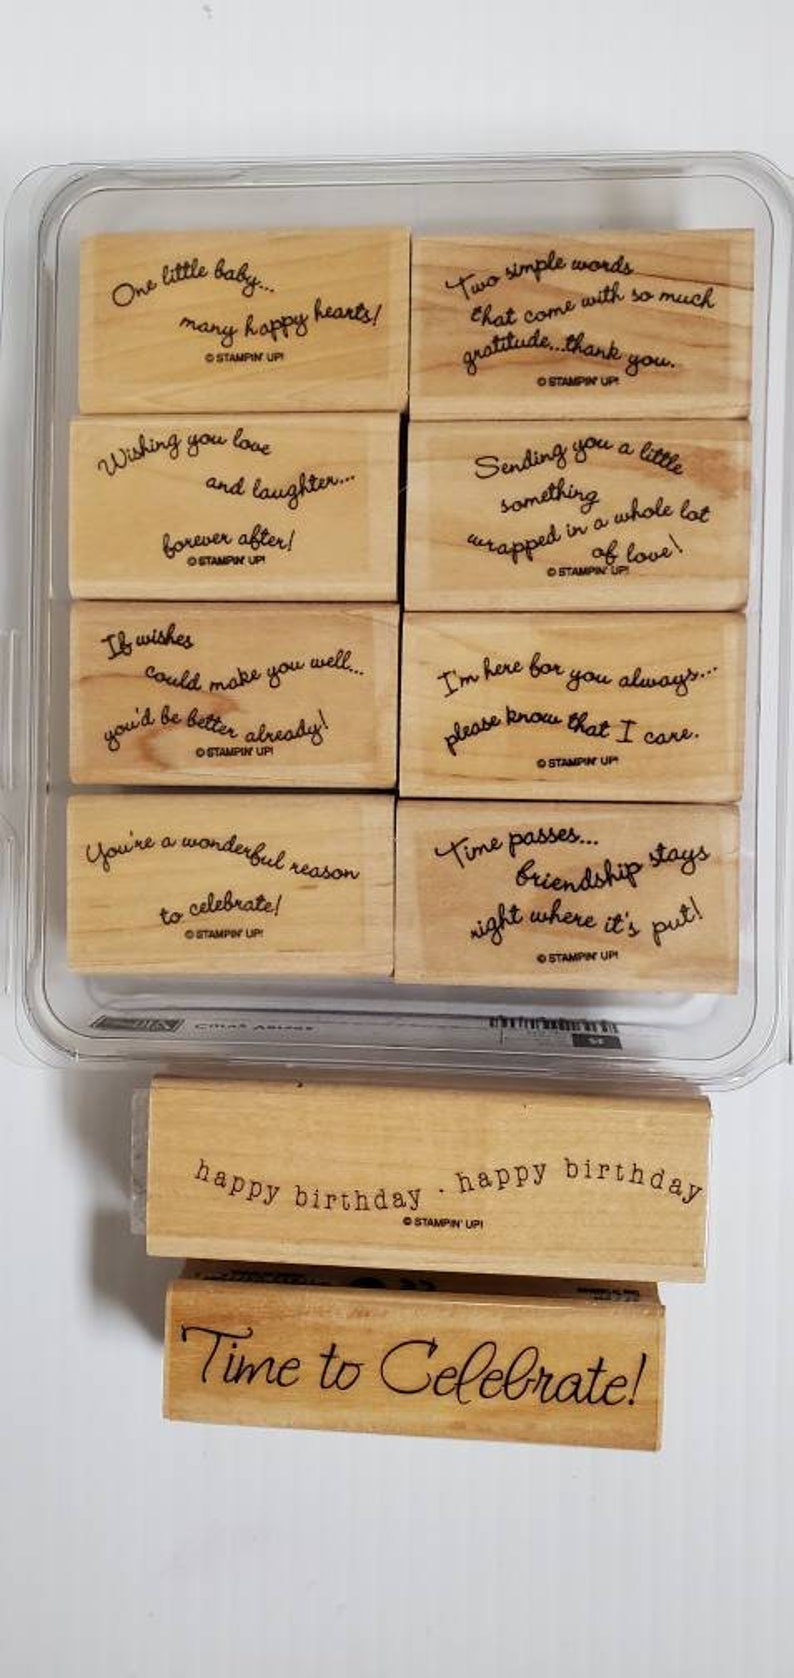 One little baby...
many happy hearts!
© STAMPIN' UP!
Two simple words
that come with so much
gratitude...thank you.
© STAMPIN' UP!
Wishing you love
and laughter...
forever after!
© STAMPIN' UP!
Sending you a little
something
wrapped in a whole lot
of love!
© STAMPIN' UP!
If wishes
could make you well...
you'd be better already!
© STAMPIN' UP!
I'm here for you always...
please know that I care.
© STAMPIN' UP!
You're a wonderful reason
to celebrate!
© STAMPIN' UP!
Time passes...
friendship stays
right where it's put!
© STAMPIN' UP!
happy birthday · happy birthday
© STAMPIN' UP!
Time to Celebrate!